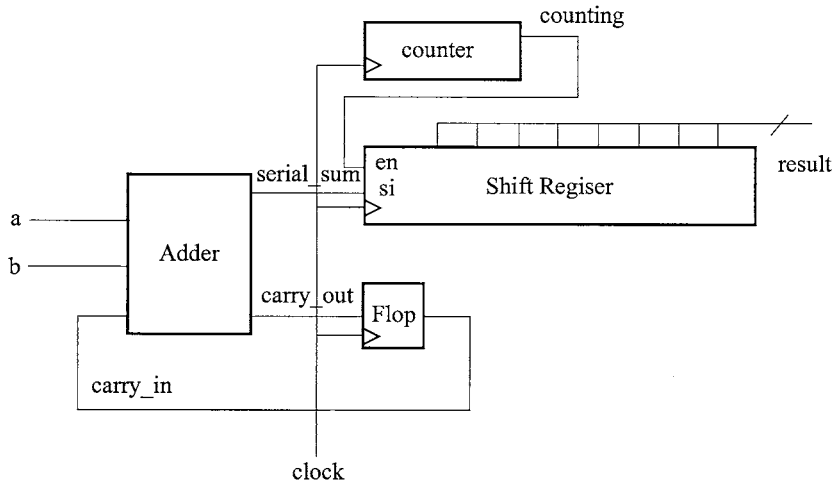 counting
counter
en
si
Shift Regiser
result
serial_sum
a
b
Adder
carry_out
Flop
carry_in
clock